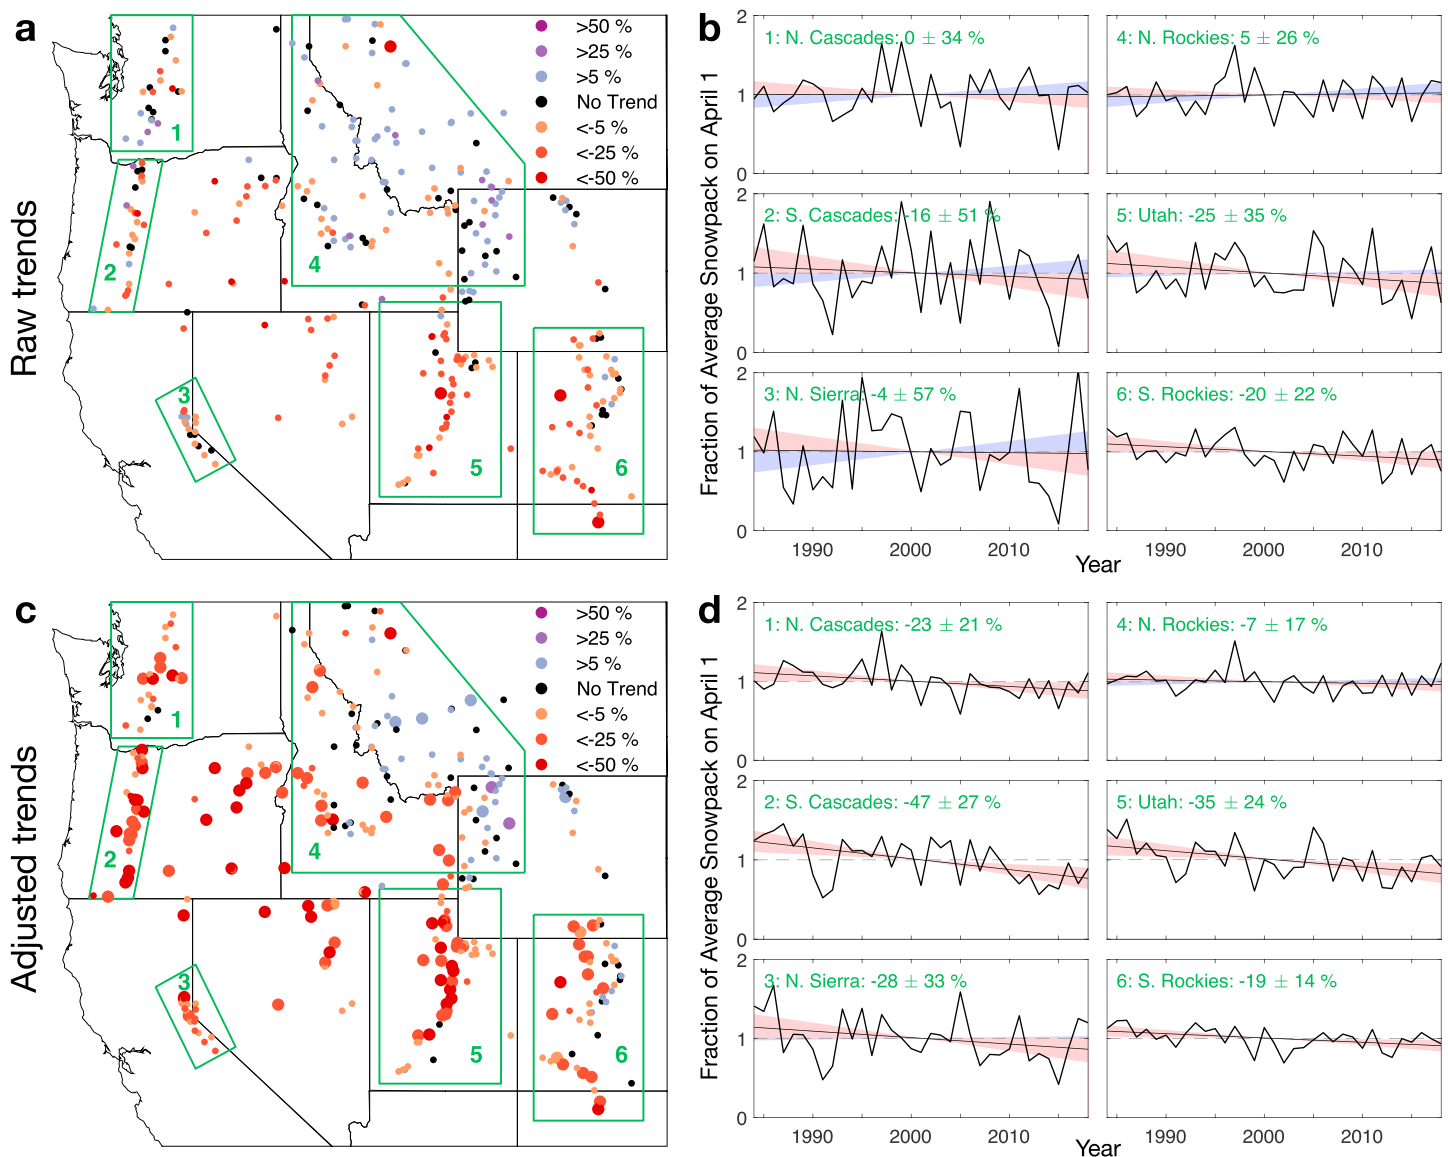 a
Raw trends
>50 %
>25 %
>5 %
No Trend
<-5 %
<-25 %
<-50 %
1
2
3
4
5
6
b
Fraction of Average Snowpack on April 1
2
1
0
1: N. Cascades: 0 ± 34 %
4: N. Rockies: 5 ± 26 %
2
1
0
2: S. Cascades: -16 ± 51 %
5: Utah: -25 ± 35 %
2
1
0
3: N. Sierra: -4 ± 57 %
6: S. Rockies: -20 ± 22 %
1990 2000 2010 1990 2000 2010
Year
c
Adjusted trends
>50 %
>25 %
>5 %
No Trend
<-5 %
<-25 %
<-50 %
1
2
3
4
5
6
d
Fraction of Average Snowpack on April 1
2
1
0
1: N. Cascades: -23 ± 21 %
4: N. Rockies: -7 ± 17 %
2
1
0
2: S. Cascades: -47 ± 27 %
5: Utah: -35 ± 24 %
2
1
0
3: N. Sierra: -28 ± 33 %
6: S. Rockies: -19 ± 14 %
1990 2000 2010 1990 2000 2010
Year